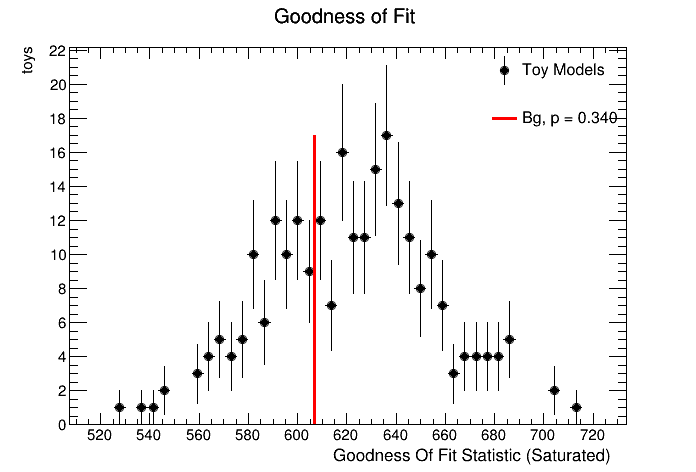 Goodness of Fit
toys
22
20
18
16
14
12
10
8
6
4
2
0
Toy Models
Bg, p = 0.340
520 540 560 580 600 620 640 660 680 700 720
Goodness Of Fit Statistic (Saturated)